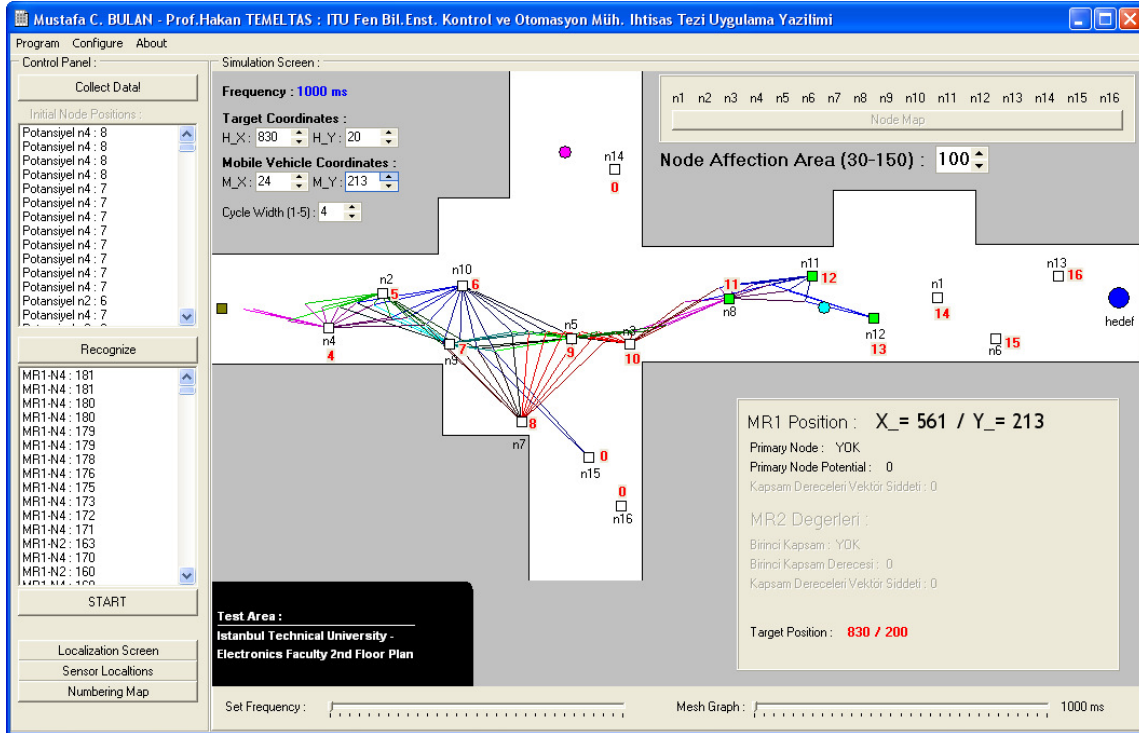 Mustafa C. BULAN - Prof.Hakan TEMELTAS : ITU Fen Bil.Enst. Kontrol ve Otomasyon Müh. Ihtisas Tezi Uygulama Yazilimi
Program Configure About
Control Panel :
Collect Data!
Initial Node Positions :
Potansiyel n4 : 8
Potansiyel n4 : 8
Potansiyel n4 : 8
Potansiyel n4 : 8
Potansiyel n4 : 7
Potansiyel n4 : 7
Potansiyel n4 : 7
Potansiyel n4 : 7
Potansiyel n4 : 7
Potansiyel n4 : 7
Potansiyel n4 : 7
Potansiyel n4 : 7
Potansiyel n2 : 6
Potansiyel n4 : 7
Recognize
MR1-N4 : 181
MR1-N4 : 181
MR1-N4 : 180
MR1-N4 : 180
MR1-N4 : 179
MR1-N4 : 179
MR1-N4 : 178
MR1-N4 : 176
MR1-N4 : 175
MR1-N4 : 173
MR1-N4 : 172
MR1-N4 : 171
MR1-N2 : 163
MR1-N4 : 170
MR1-N2 : 160
MR1-N4 : 169
START
Localization Screen
Sensor Localtions
Numbering Map
Simulation Screen :
Frequency : 1000 ms
Target Coordinates :
H_X : 830 H_Y : 20
Mobile Vehicle Coordinates :
M_X : 24 M_Y : 213
Cycle Width (1-5) : 4
n1 n2 n3 n4 n5 n6 n7 n8 n9 n10 n11 n12 n13 n14 n15 n16
Node Map
Node Affection Area (30-150) : 100
n14
0
n10
6
n2
5
n4
4
n9
7
n5
9
n3
10
n7
8
n15
0
n16
0
11
n8
n11
12
n12
13
n1
14
n13
16
n6
15
hedef
MR1 Position : X_= 561 / Y_= 213
Primary Node : YOK
Primary Node Potential : 0
Kapsam Dereceleri Vektör Siddeti : 0
MR2 Degerleri :
Birinci Kapsam : YOK
Birinci Kapsam Derecesi : 0
Kapsam Dereceleri Vektör Siddeti : 0
Target Position : 830 / 200
Test Area :
Istanbul Technical University -
Electronics Faculty 2nd Floor Plan
Set Frequency :
Mesh Graph :
1000 ms